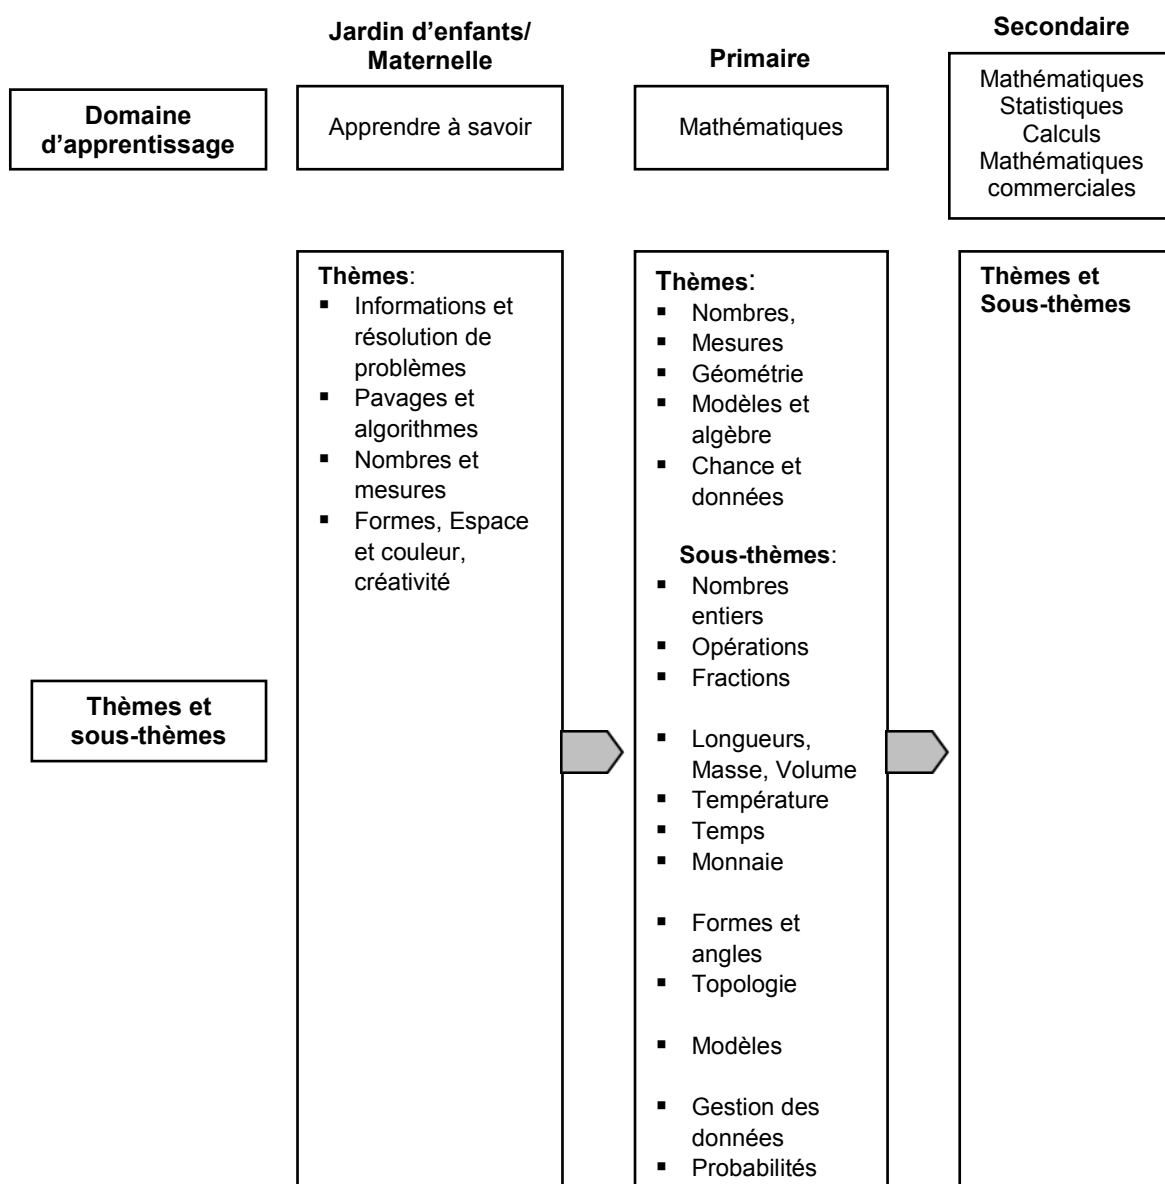 Jardin d’enfants/
Maternelle
Primaire
Secondaire
Domaine
d’apprentissage
Apprendre à savoir
Mathématiques
Mathématiques
Statistiques
Calculs
Mathématiques
commerciales
Thèmes et
sous-thèmes
Thèmes:
▪ Informations et
résolution de
problèmes
▪ Pavages et
algorithmes
▪ Nombres et
mesures
▪ Formes, Espace
et couleur,
créativité
Thèmes:
▪ Nombres,
▪ Mesures
▪ Géométrie
▪ Modèles et
algèbre
▪ Chance et
données
Sous-thèmes:
▪ Nombres
entiers
▪ Opérations
▪ Fractions
▪ Longueurs,
Masse, Volume
▪ Température
▪ Temps
▪ Monnaie
▪ Formes et
angles
▪ Topologie
▪ Modèles
▪ Gestion des
données
▪ Probabilités
Thèmes et
Sous-thèmes